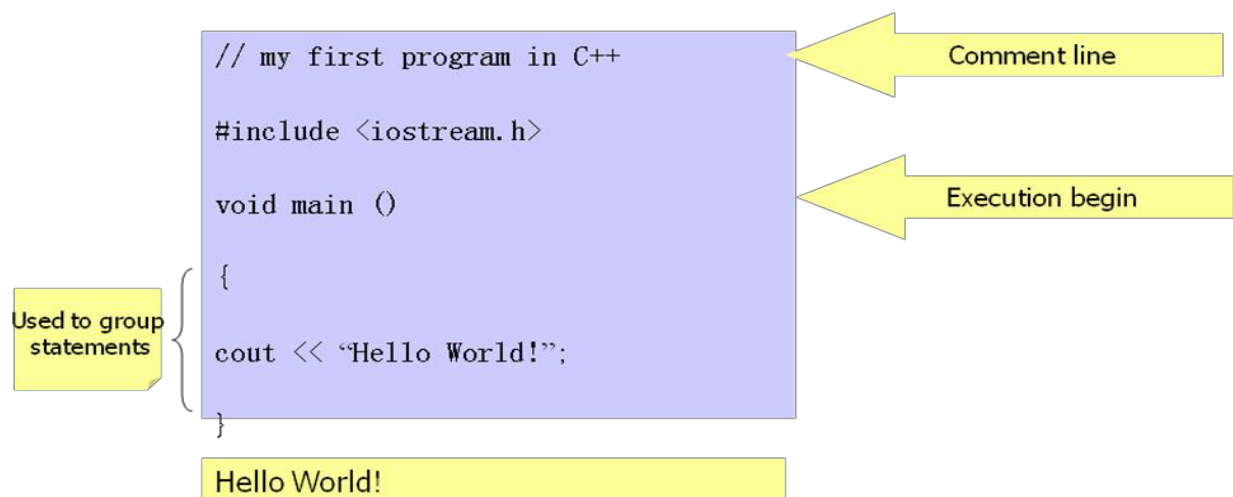 // my first program in C++
Comment line
#include <iostream.h>
void main ()
Execution begin
{
Used to group
statements
cout << “Hello World!”;
}
Hello World!